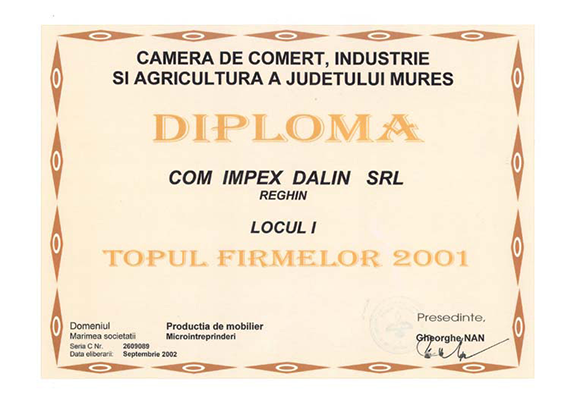 CAMERA DE COMERT, INDUSTRIE
SI AGRICULTURA A JUDETULUI MURES
DIPLOMA
COM IMPEX DALIN SRL
REGHIN
LOCUL I
TOPUL FIRMELOR 2001
Presedinte,
Gheorghe NAN
Domeniul Productia de mobilier
Marimea societatii Microintreprinderi
Seria C Nr. 2609089
Data eliberarii: Septembrie 2002